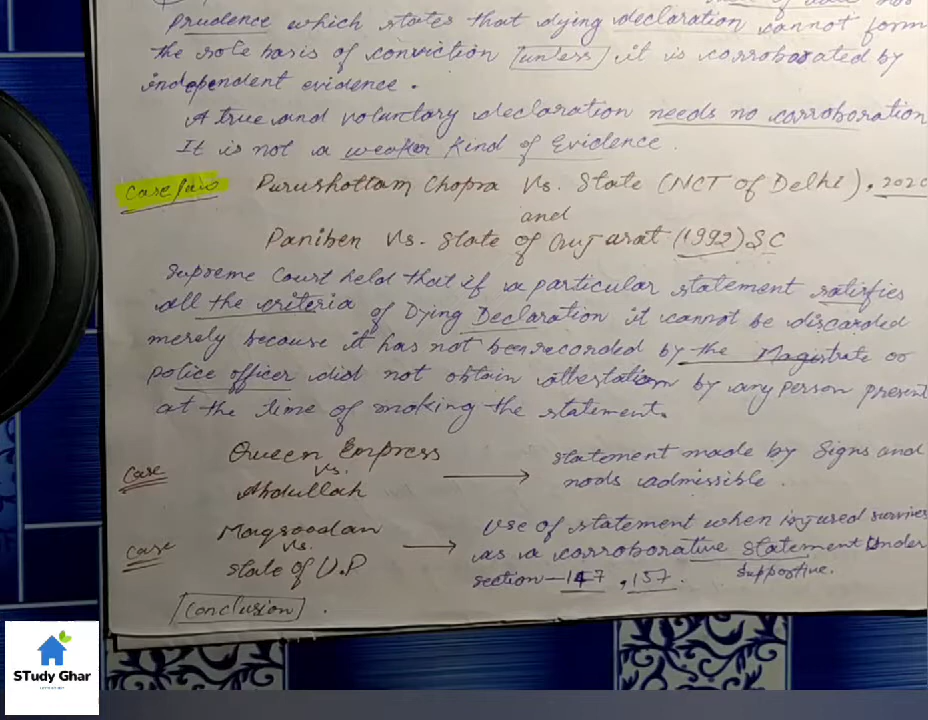 Prudence which states that dying declaration cannot form
the sole basis of conviction [unless] it is corroborated by
independent evidence.
A true and voluntary declaration needs no corroboration
It is not a weaker kind of Evidence.
Case law Purushottam Chopra Vs. State (NCT of Delhi), 2020
and
Paniben Vs. State of Gujarat (1992) SC
Supreme Court held that if a particular statement satisfies
all the criteria of Dying Declaration it cannot be discarded
merely because it has not been recorded by the Magistrate or
police officer did not obtain attestation by any person present
at the time of making the statement.
Case Queen Empress
Vs.
Abdullah
statement made by Signs and
nods admissible.
Case Maqsoodan
Vs.
State of U.P
Use of statement when injured survives
as a corroborative statement Under
section - 147, 157. supportive.
[Conclusion].
STudy Ghar